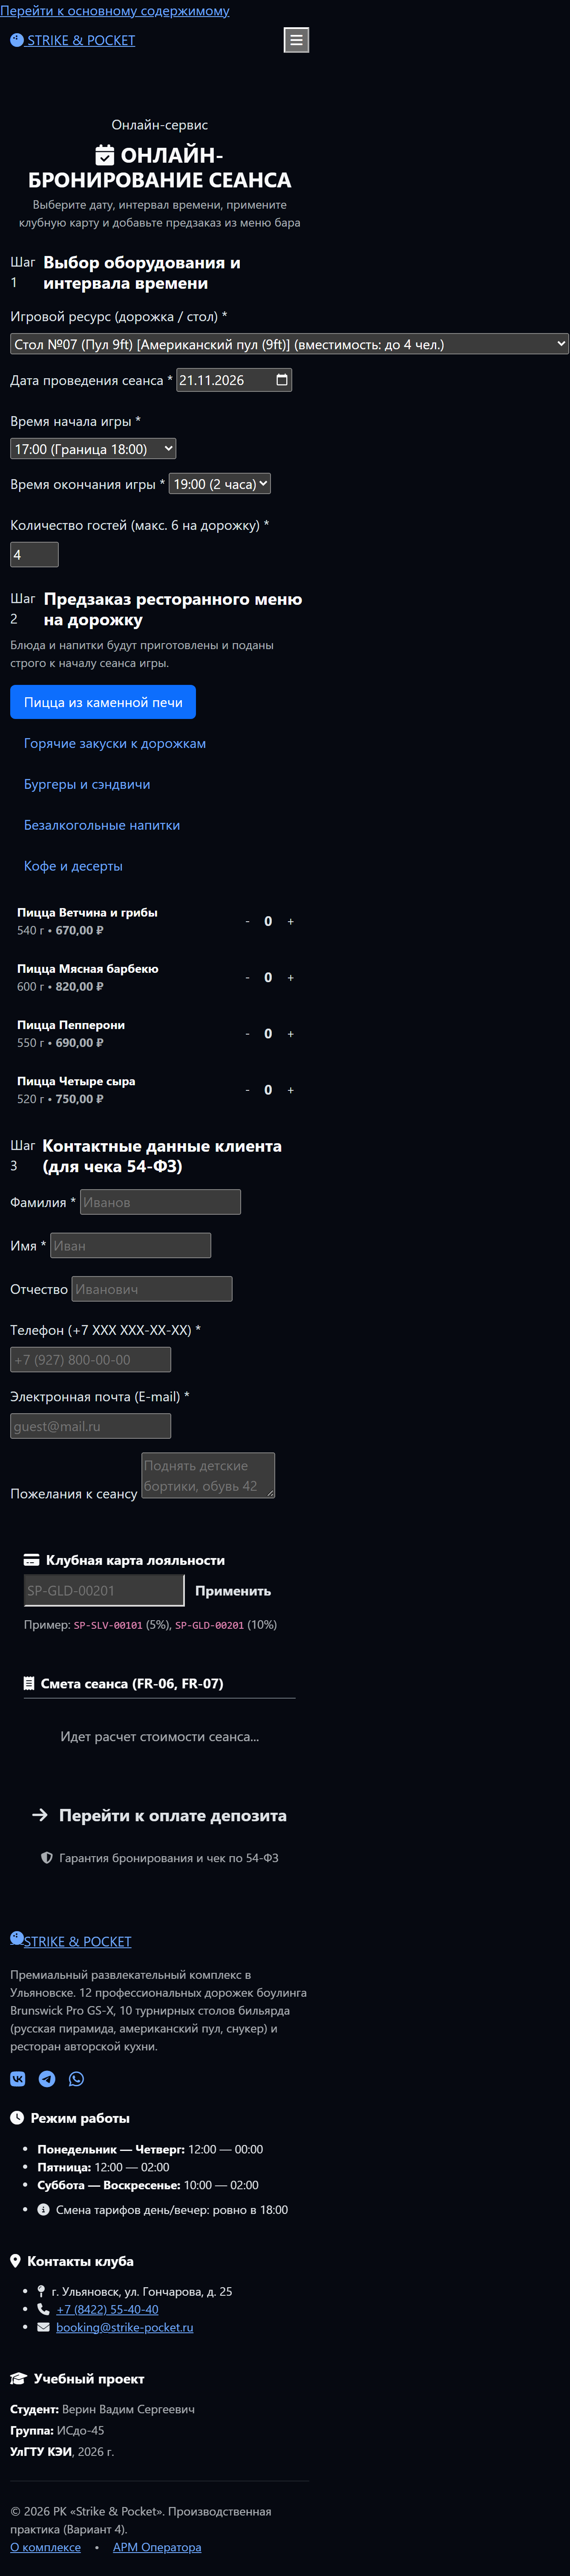 Перейти к основному содержимому
STRIKE & POCKET
Онлайн-сервис
ОНЛАЙН-
БРОНИРОВАНИЕ СЕАНСА
Выберите дату, интервал времени, примените
клубную карту и добавьте предзаказ из меню бара
Шаг
1
Выбор оборудования и
интервала времени
Игровой ресурс (дорожка / стол) *
Стол №07 (Пул 9ft) [Американский пул (9ft)] (вместимость: до 4 чел.)
Дата проведения сеанса * 21.11.2026
Время начала игры *
17:00 (Граница 18:00)
Время окончания игры * 19:00 (2 часа)
Количество гостей (макс. 6 на дорожку) *
4
Шаг
2
Предзаказ ресторанного меню
на дорожку
Блюда и напитки будут приготовлены и поданы
строго к началу сеанса игры.
Пицца из каменной печи
Горячие закуски к дорожкам
Бургеры и сэндвичи
Безалкогольные напитки
Кофе и десерты
Пицца Ветчина и грибы
540 г • 670,00 ₽
- 0 +
Пицца Мясная барбекю
600 г • 820,00 ₽
- 0 +
Пицца Пепперони
550 г • 690,00 ₽
- 0 +
Пицца Четыре сыра
520 г • 750,00 ₽
- 0 +
Шаг
3
Контактные данные клиента
(для чека 54-ФЗ)
Фамилия * Иванов
Имя * Иван
Отчество Иванович
Телефон (+7 XXX XXX-XX-XX) *
+7 (927) 800-00-00
Электронная почта (E-mail) *
guest@mail.ru
Пожелания к сеансу
Поднять детские
бортики, обувь 42
Клубная карта лояльности
SP-GLD-00201 Применить
Пример: SP-SLV-00101 (5%), SP-GLD-00201 (10%)
Смета сеанса (FR-06, FR-07)
Идет расчет стоимости сеанса...
Перейти к оплате депозита
Гарантия бронирования и чек по 54-ФЗ
STRIKE & POCKET
Премиальный развлекательный комплекс в
Ульяновске. 12 профессиональных дорожек боулинга
Brunswick Pro GS-X, 10 турнирных столов бильярда
(русская пирамида, американский пул, снукер) и
ресторан авторской кухни.
Режим работы
Понедельник — Четверг: 12:00 — 00:00
Пятница: 12:00 — 02:00
Суббота — Воскресенье: 10:00 — 02:00
Смена тарифов день/вечер: ровно в 18:00
Контакты клуба
г. Ульяновск, ул. Гончарова, д. 25
+7 (8422) 55-40-40
booking@strike-pocket.ru
Учебный проект
Студент: Верин Вадим Сергеевич
Группа: ИСдо-45
УлГТУ КЭИ, 2026 г.
© 2026 РК «Strike & Pocket». Производственная
практика (Вариант 4).
О комплексе • АРМ Оператора